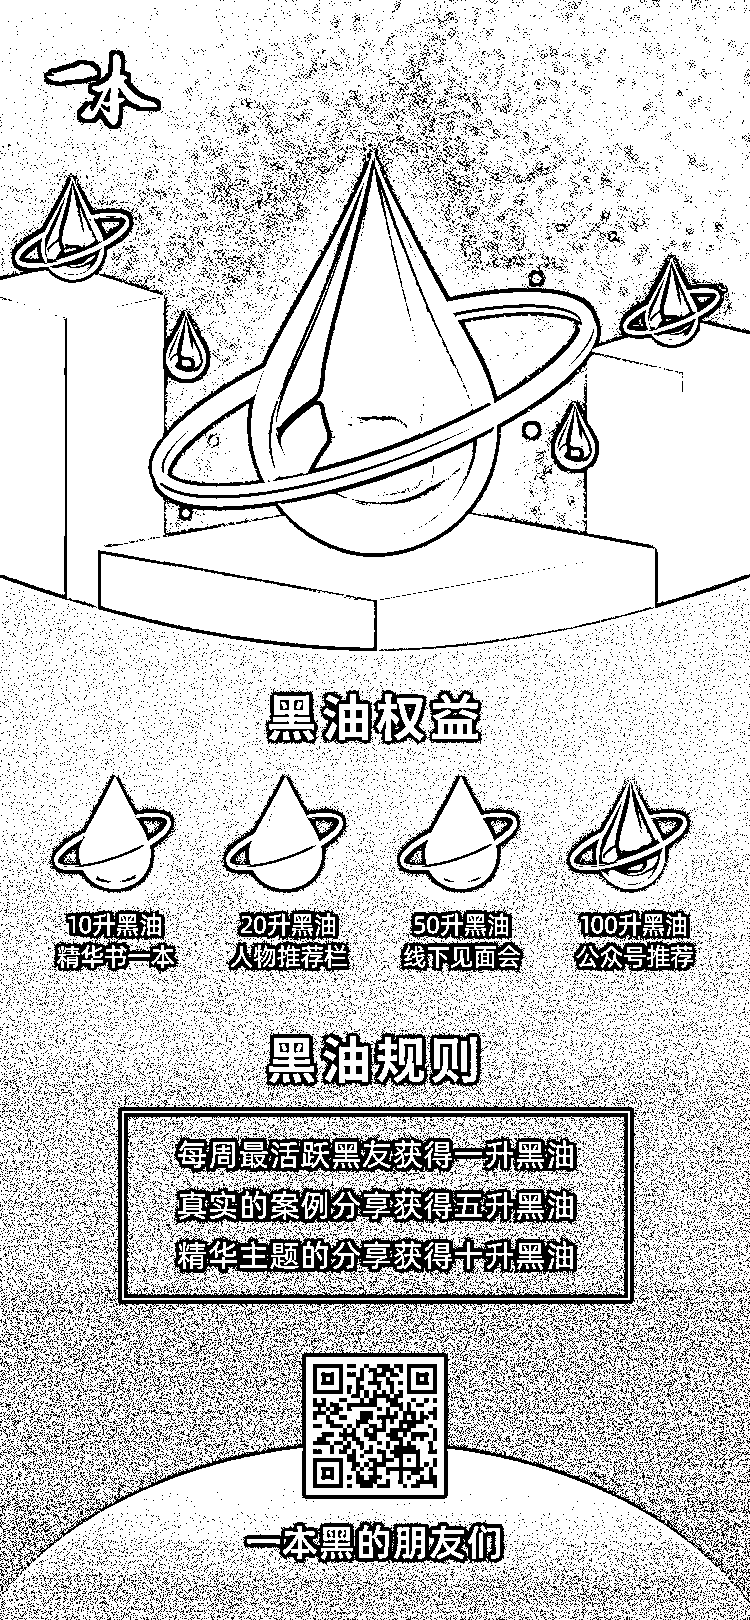 一本
黑油权益
10升黑油
精华书一本
20升黑油
人物推荐栏
50升黑油
线下见面会
100升黑油
公众号推荐
黑油规则
每周最活跃黑友获得一升黑油
真实的案例分享获得五升黑油
精华主题的分享获得十升黑油
一本黑的朋友们